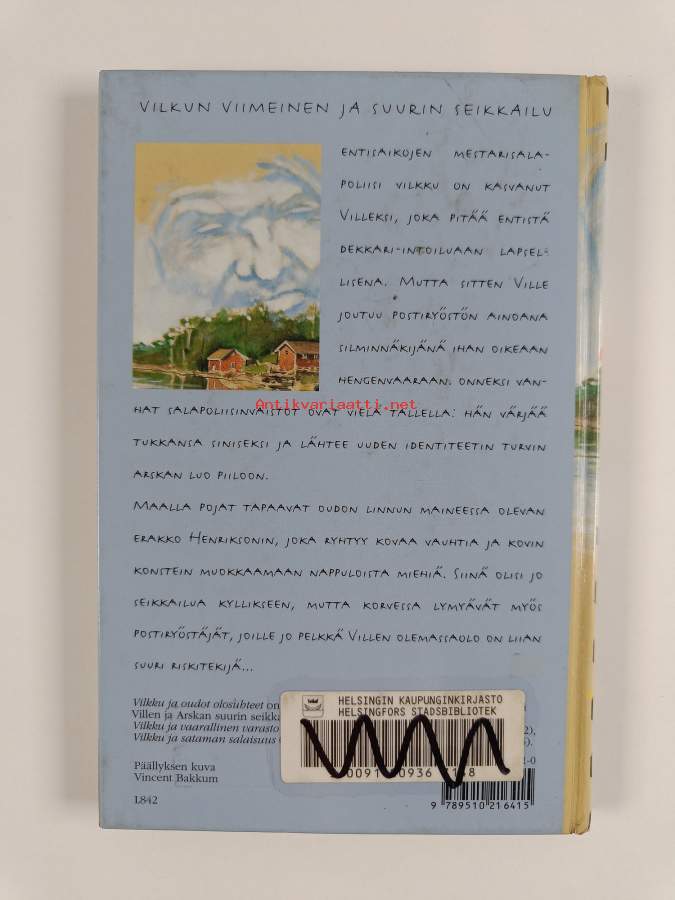 VILKUN VIIMEINEN JA SUURIN SEIKKAILU
ENTISAIKOJEN MESTARISALA-
POLIISI VILKKU ON KASVANUT
VILLEKSI, JOKA PITÄÄ ENTISTÄ
DEKKARI-INTOILUAAN LAPSEL-
LISENA. MUTTA SITTEN VILLE
JOUTUU POSTIRYÖSTÖN AINOANA
SILMINNÄKIJÄNÄ IHAN OIKEAAN
HENGENVAARAAN. ONNEKSI VAN-
HAT SALAPOLIISINVAISTOT OVAT VIELÄ TALLELLA: HÄN VÄRJÄÄ
Antikvariaatti.net
TUKKANSA SINISEKSI JA LÄHTEE UUDEN IDENTITEETIN TURVIN
ARSKAN LUO PIILOON.
MAALLA POJAT TAPAAVAT OUDON LINNUN MAINEESSA OLEVAN
ERAKKO HENRIKSONIN, JOKA RYHTYY KOVAA VAUHTIA JA KOVIN
KONSTEIN MUOKKAAMAAN NAPPULOISTA MIEHIÄ. SIINÄ OLISI JO
SEIKKAILUA KYLLIKSEEN, MUTTA KORVESSA LYMYÄVÄT MYÖS
POSTIRYÖSTÄJÄT, JOILLE JO PELKKÄ VILLEN OLEMASSAOLO ON LIIAN
SUURI RISKITEKIJÄ...
Vilkku ja oudot olosuhteet on
Villen ja Arskan suurin seikka
Vilkku ja vaarallinen varasto
Vilkku ja sataman salaisuus
2),
).
-0
HELSINGIN KAUPUNGINKIRJASTO
HELSINGFORS STADSBIBLIOTEK
Päällyksen kuva
Vincent Bakkum
L842
9 789510 216415